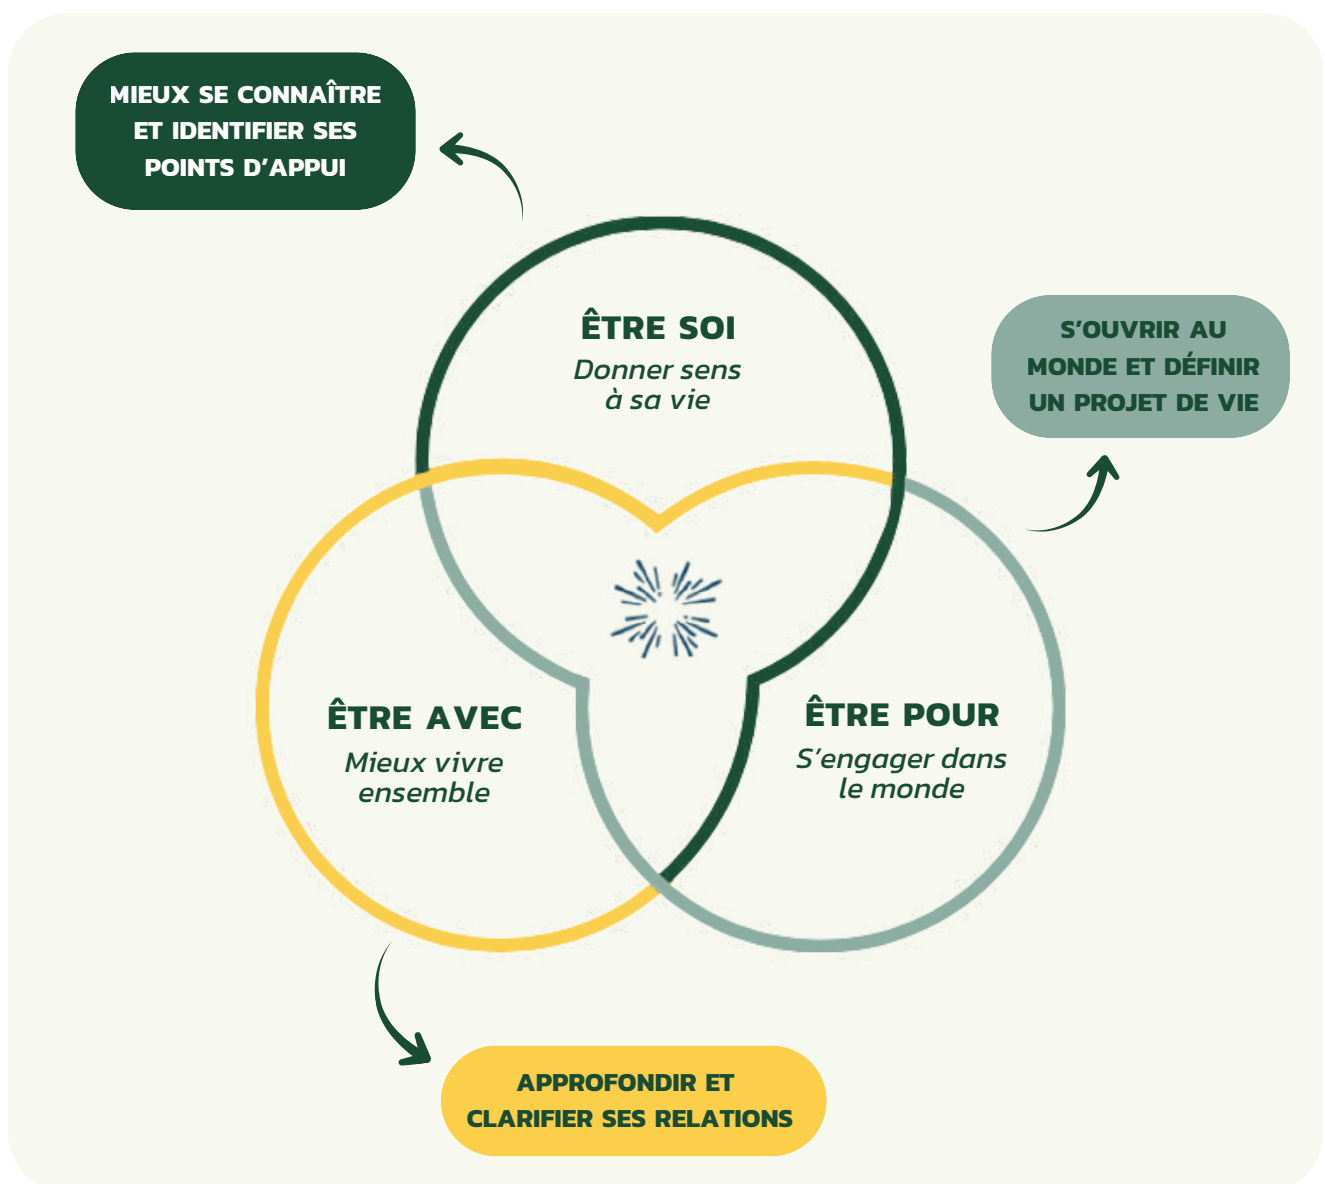 MIEUX SE CONNAÎTRE
ET IDENTIFIER SES
POINTS D’APPUI
ÊTRE SOI
Donner sens
à sa vie
S’OUVRIR AU
MONDE ET DÉFINIR
UN PROJET DE VIE
ÊTRE AVEC
Mieux vivre
ensemble
ÊTRE POUR
S’engager dans
le monde
APPROFONDIR ET
CLARIFIER SES RELATIONS